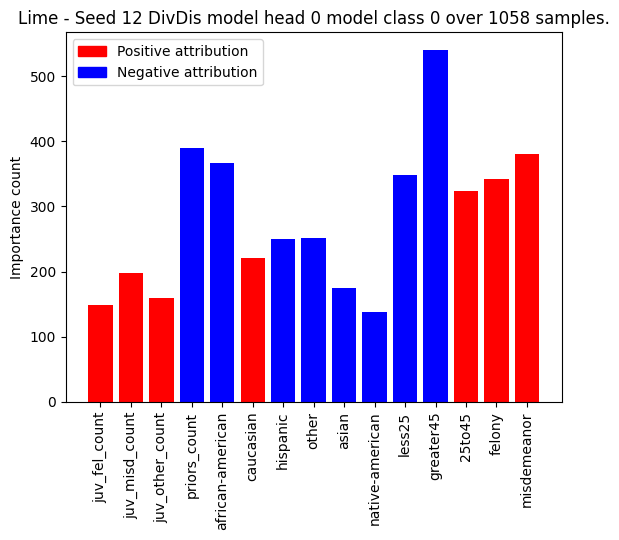 Lime - Seed 12 DivDis model head 0 model class 0 over 1058 samples.
Positive attribution
Negative attribution
Importance count
500
400
300
200
100
0
juv_fel_count
juv_misd_count
juv_other_count
priors_count
african-american
caucasian
hispanic
other
asian
native-american
less25
greater45
25to45
felony
misdemeanor